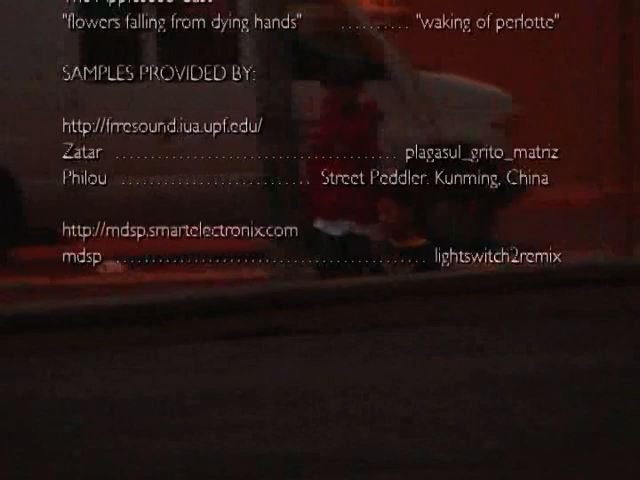 "flowers falling from dying hands" .......... "waking of perlotte"
SAMPLES PROVIDED BY:
http://frresound.iua.upf.edu/
Zatar ....................................... plagasul_grito_matriz
Philou ........................... Street Peddler. Kunming, China
http://mdsp.smartelectronix.com
mdsp ............................................ lightswitch2remix